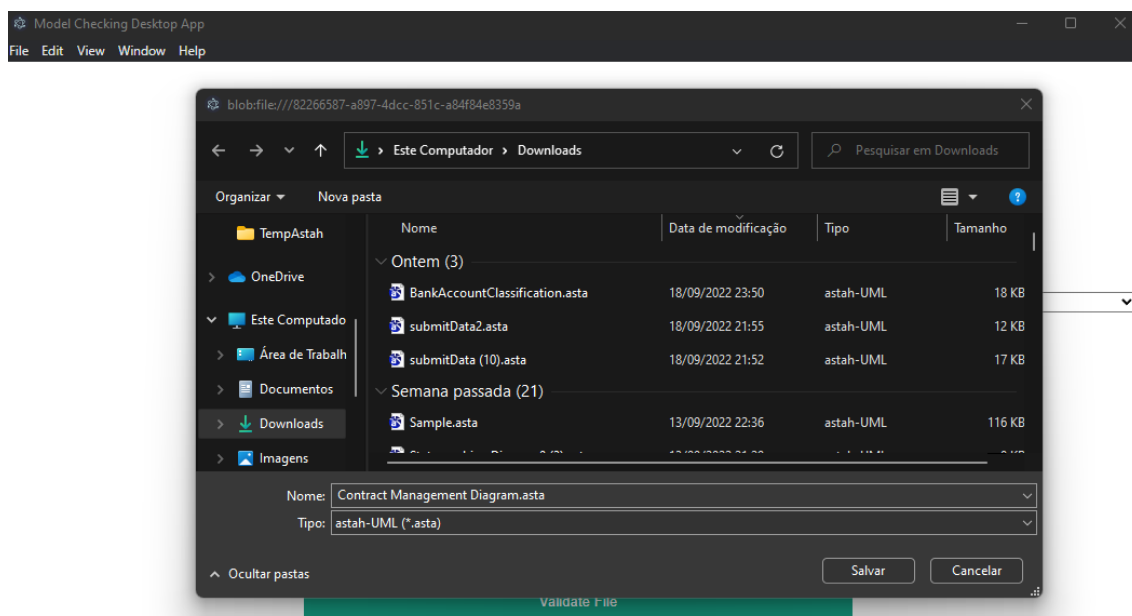 Model Checking Desktop App
File Edit View Window Help
blob:file:///82266587-a897-4dcc-851c-a84f84e8359a
Este Computador > Downloads
Pesquisar em Downloads
Organizar Nova pasta
TempAstah
OneDrive
Este Computado
Área de Trabalh
Documentos
Downloads
Imagens
Nome Data de modificação Tipo Tamanho
Ontem (3)
BankAccountClassification.asta 18/09/2022 23:50 astah-UML 18 KB
submitData2.asta 18/09/2022 21:55 astah-UML 12 KB
submitData (10).asta 18/09/2022 21:52 astah-UML 17 KB
Semana passada (21)
Sample.asta 13/09/2022 22:36 astah-UML 116 KB
Nome: Contract Management Diagram.asta
Tipo: astah-UML (*.asta)
Ocultar pastas
Salvar Cancelar
Validate File